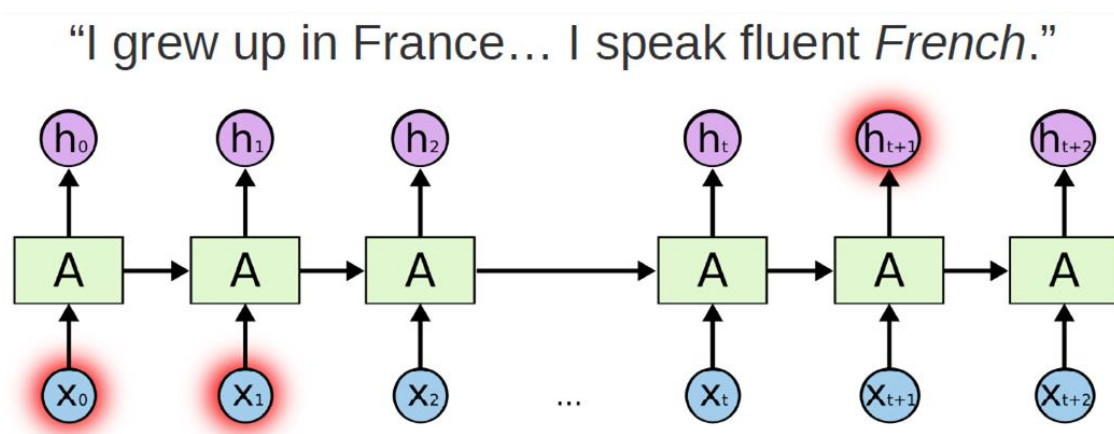 “I grew up in France… I speak fluent French.”
h₀ h₁ h₂ hₜ hₜ₊₁ hₜ₊₂
A A A A A A
x₀ x₁ x₂ ... xₜ xₜ₊₁ xₜ₊₂